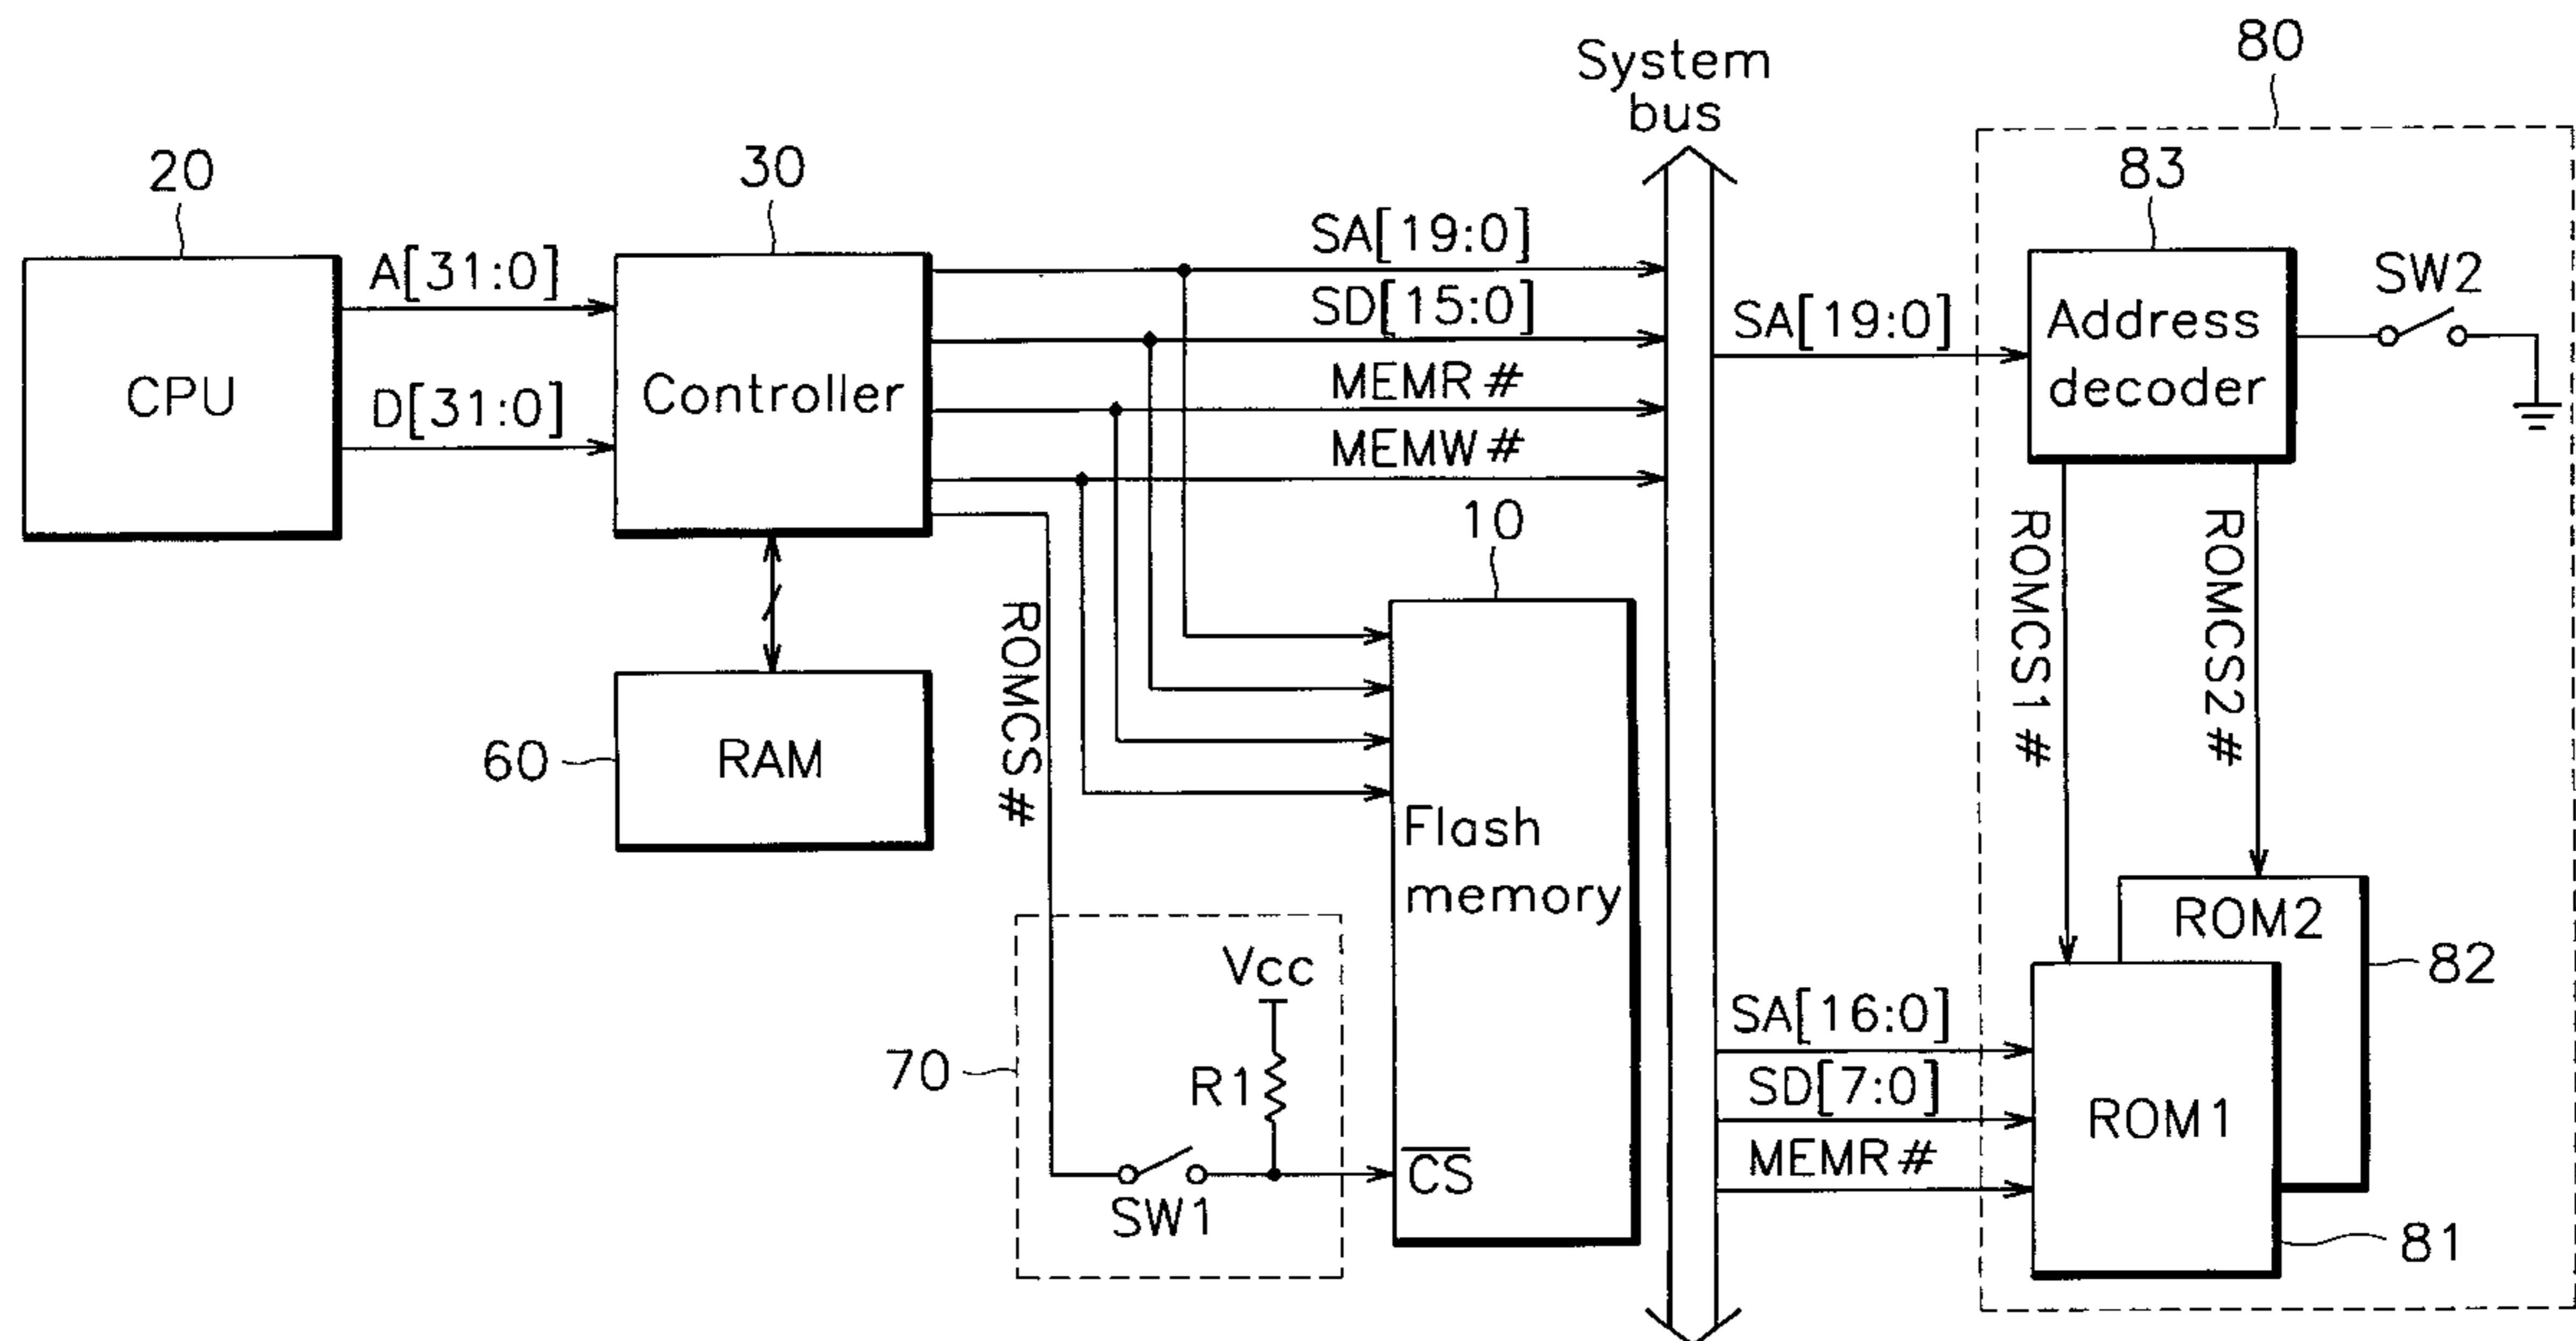 System
bus
80
20
30
83
CPU
A[31:0]
D[31:0]
Controller
SA[19:0]
SD[15:0]
MEMR#
MEMW#
SA[19:0]
Address
decoder
SW2
ROMCS1#
ROMCS2#
10
ROMCS#
60
RAM
Flash
memory
70
Vcc
R1
SW1
CS
ROM2
82
SA[16:0]
SD[7:0]
MEMR#
ROM1
81